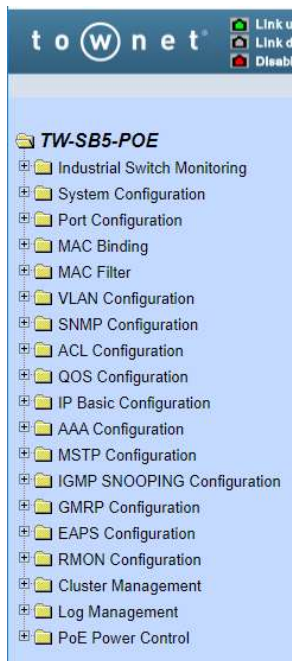 townet
Link
Link
TW-SB5-POE
Industrial Switch Monitoring
System Configuration
Port Configuration
MAC Binding
MAC Filter
VLAN Configuration
SNMP Configuration
ACL Configuration
QOS Configuration
IP Basic Configuration
AAA Configuration
MSTP Configuration
IGMP SNOOPING Configuration
GMRP Configuration
EAPS Configuration
RMON Configuration
Cluster Management
Log Management
PoE Power Control